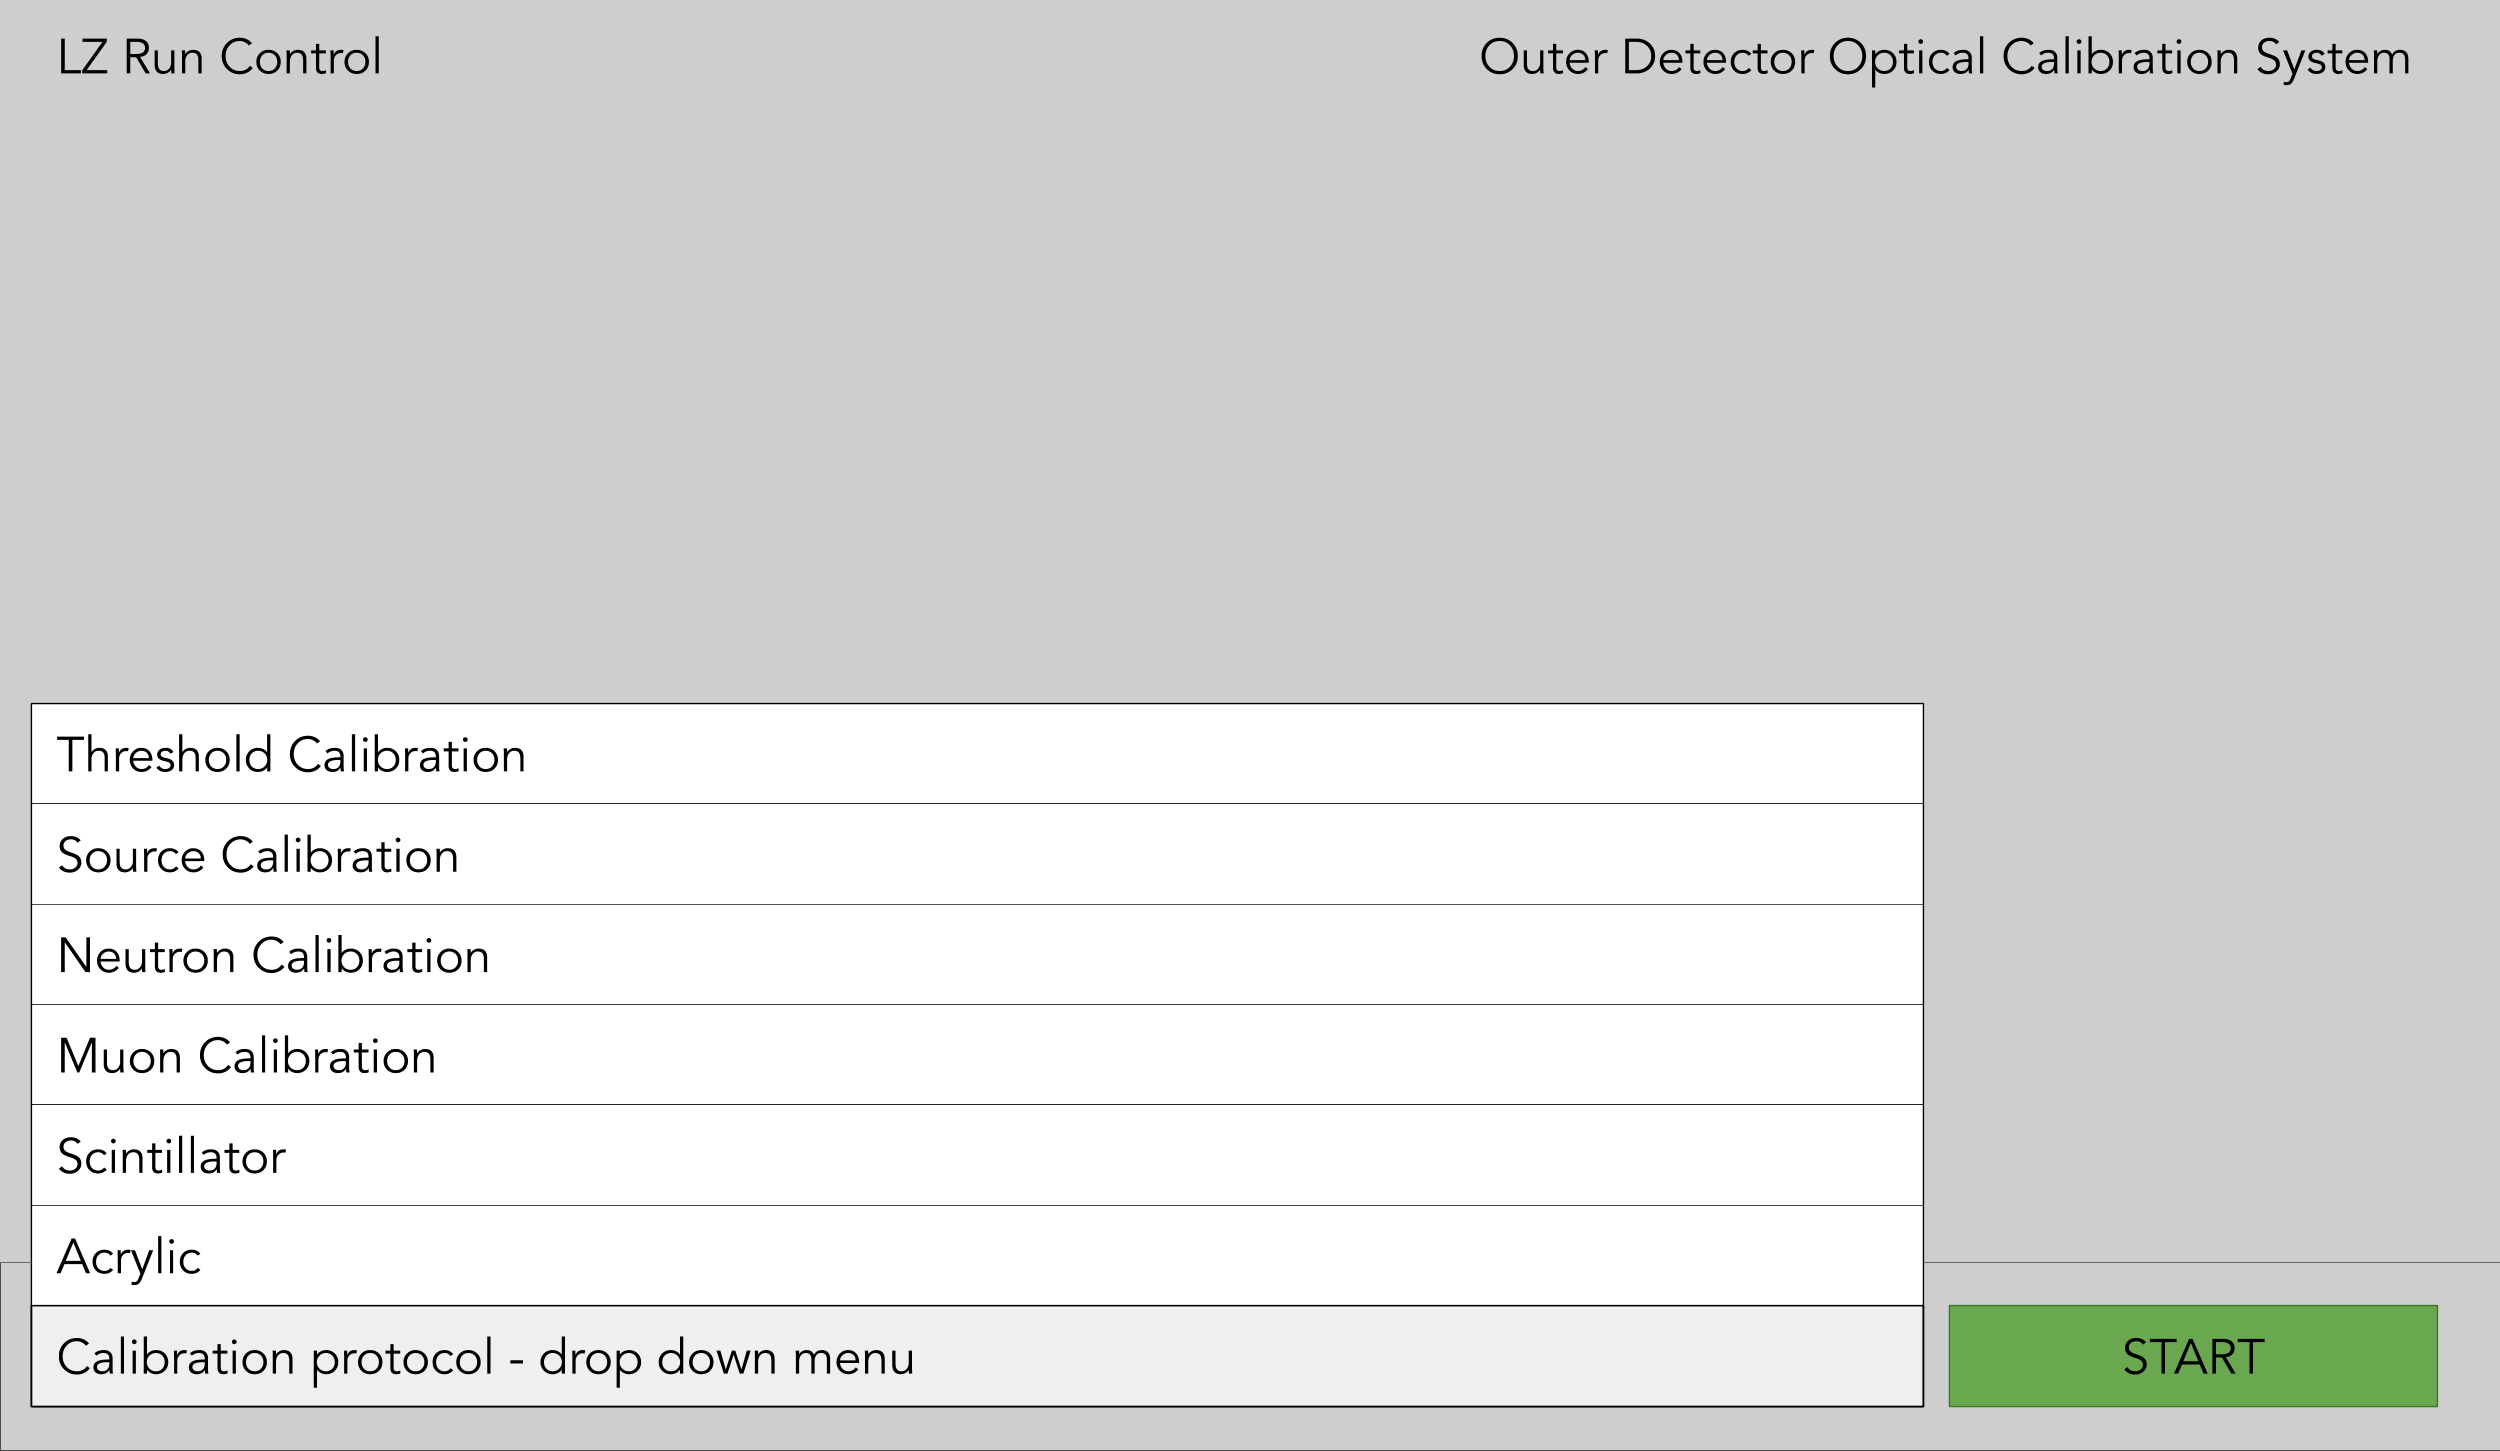 LZ Run Control
Outer Detector Optical Calibration System
Threshold Calibration
Source Calibration
Neutron Calibration
Muon Calibration
Scintillator
Acrylic
Calibration protocol - drop down menu
START